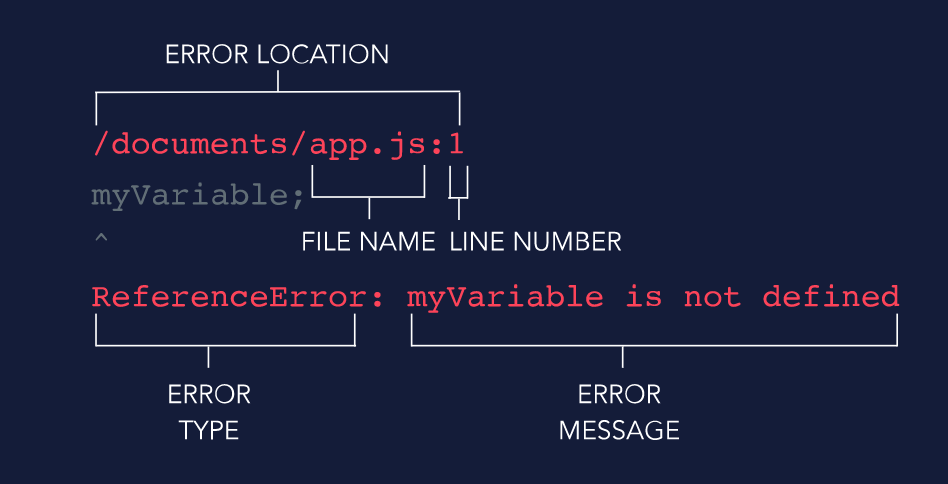 ERROR LOCATION
/documents/app.js:1
myVariable;
^
FILE NAME LINE NUMBER
ReferenceError: myVariable is not defined
ERROR
TYPE
ERROR
MESSAGE